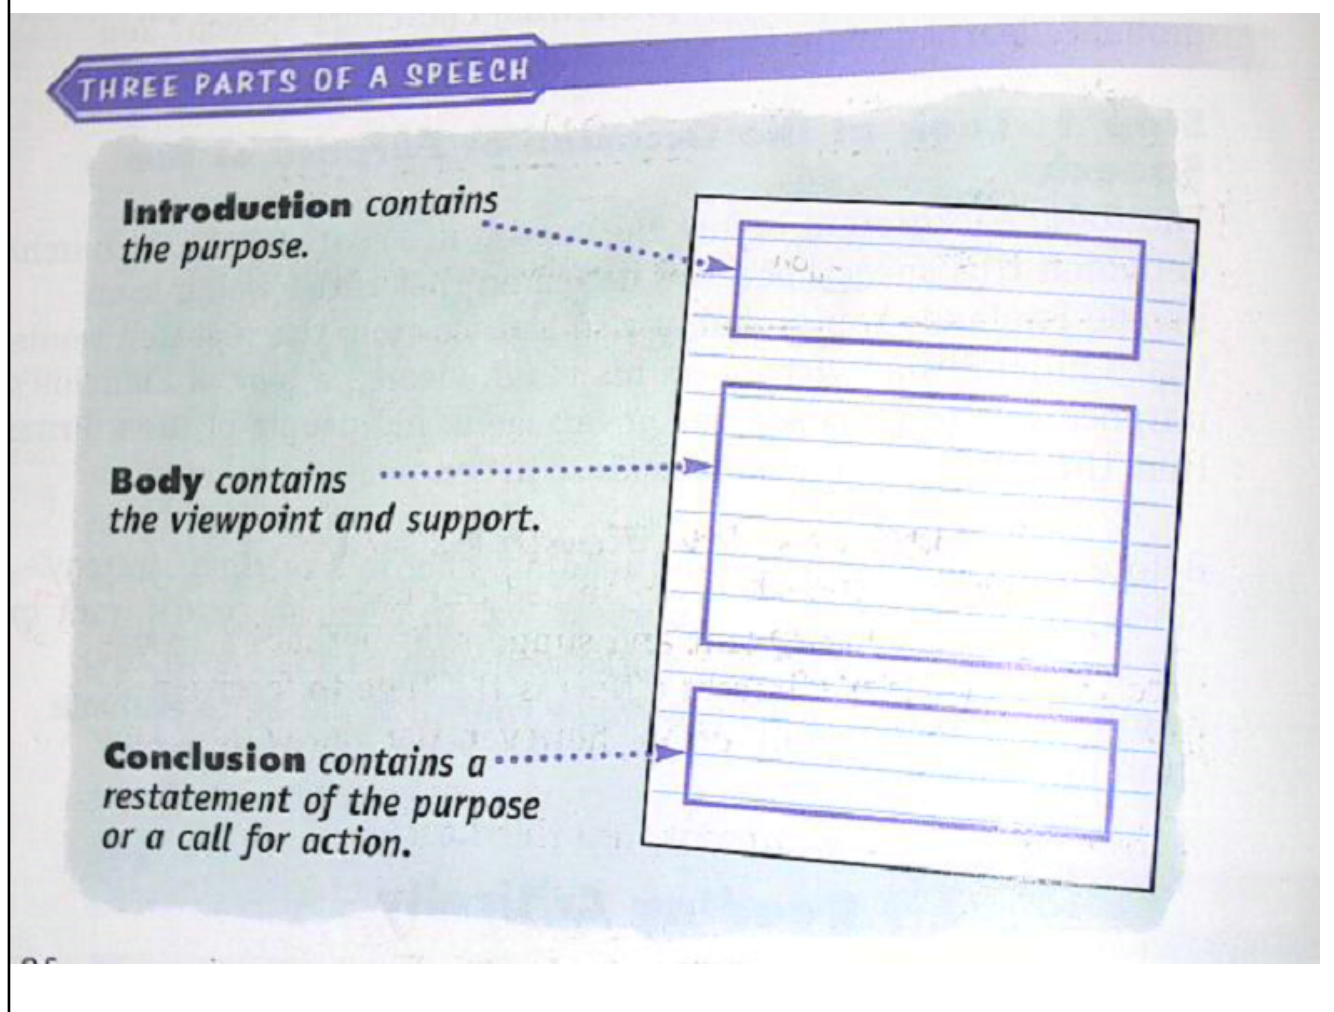 THREE PARTS OF A SPEECH
Introduction contains
the purpose.
Body contains
the viewpoint and support.
Conclusion contains a
restatement of the purpose
or a call for action.